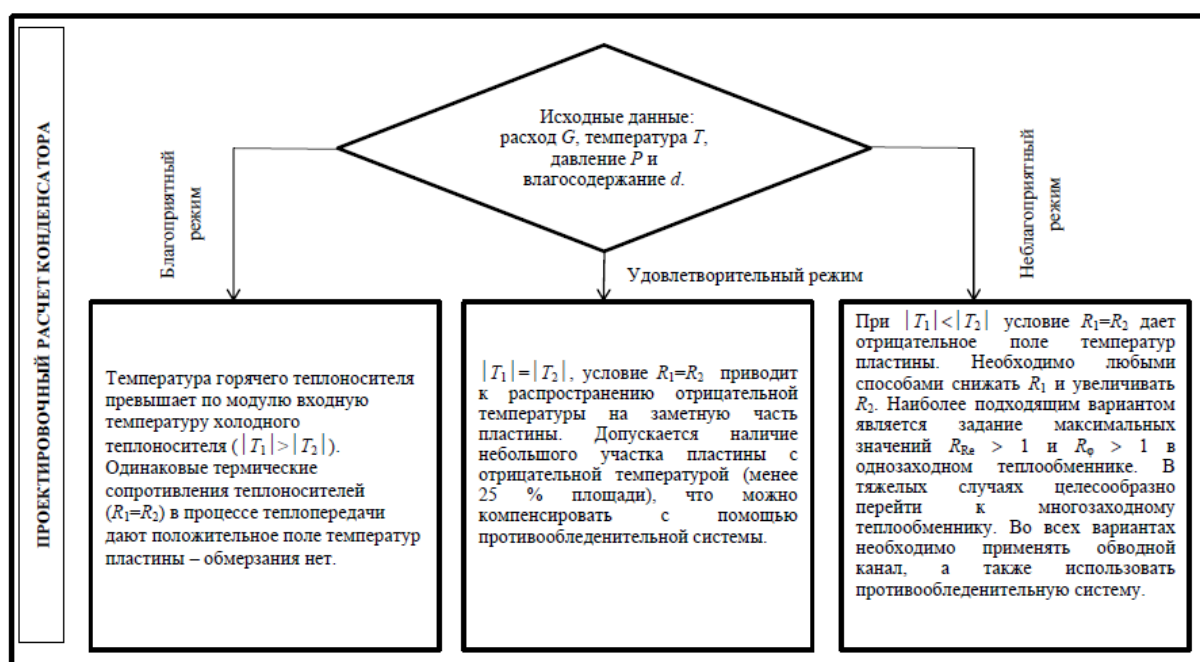 ПРОЕКТИРОВОЧНЫЙ РАСЧЕТ КОНДЕНСАТОРА
Исходные данные:
расход G, температура T,
давление P и
влагосодержание d.
Благоприятный
режим
Удовлетворительный режим
Неблагоприятный
режим
Температура горячего теплоносителя
превышает по модулю входную
температуру холодного
теплоносителя (|T₁|>|T₂|).
Одинаковые термические
сопротивления теплоносителей
(R₁=R₂) в процессе теплопередачи
дают положительное поле температур
пластины – обмерзания нет.
|T₁|=|T₂|, условие R₁=R₂ приводит
к распространению отрицательной
температуры на заметную часть
пластины. Допускается наличие
небольшого участка пластины с
отрицательной температурой (менее
25 % площади), что можно
компенсировать с помощью
противообледенительной системы.
При |T₁|<|T₂| условие R₁=R₂ дает
отрицательное поле температур
пластины. Необходимо любыми
способами снижать R₁ и увеличивать
R₂. Наиболее подходящим вариантом
является задание максимальных
значений R_Re > 1 и R_φ > 1 в
однозаходном теплообменнике. В
тяжелых случаях целесообразно
перейти к многозаходному
теплообменнику. Во всех вариантах
необходимо применять обводной
канал, а также использовать
противообледенительную систему.